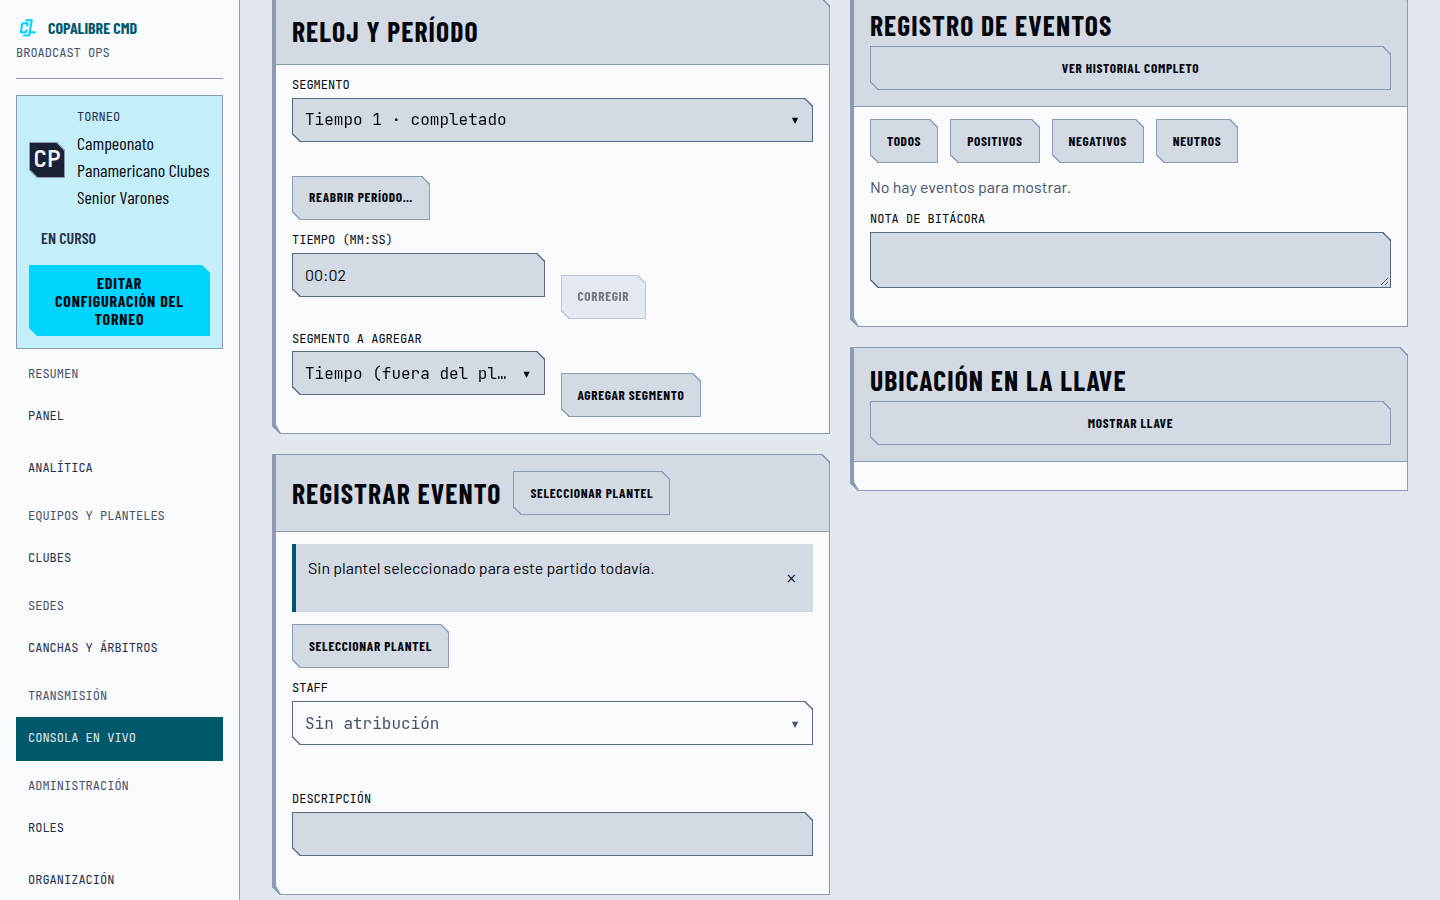 COPALIBRE CMD
BROADCAST OPS
TORNEO
CP
Campeonato
Panamericano Clubes
Senior Varones
EN CURSO
EDITAR
CONFIGURACIÓN DEL
TORNEO
RESUMEN
PANEL
ANALÍTICA
EQUIPOS Y PLANTELES
CLUBES
SEDES
CANCHAS Y ÁRBITROS
TRANSMISIÓN
CONSOLA EN VIVO
ADMINISTRACIÓN
ROLES
ORGANIZACIÓN
RELOJ Y PERÍODO
SEGMENTO
Tiempo 1 · completado
REABRIR PERÍODO...
TIEMPO (MM:SS)
00:02
CORREGIR
SEGMENTO A AGREGAR
Tiempo (fuera del pl…
AGREGAR SEGMENTO
REGISTRAR EVENTO
SELECCIONAR PLANTEL
Sin plantel seleccionado para este partido todavía.
×
SELECCIONAR PLANTEL
STAFF
Sin atribución
DESCRIPCIÓN
REGISTRO DE EVENTOS
VER HISTORIAL COMPLETO
TODOS
POSITIVOS
NEGATIVOS
NEUTROS
No hay eventos para mostrar.
NOTA DE BITÁCORA
UBICACIÓN EN LA LLAVE
MOSTRAR LLAVE